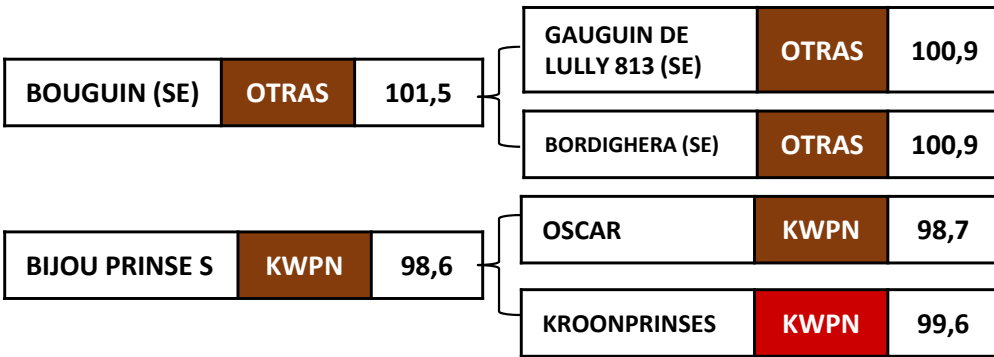 BOUGUIN (SE) OTRAS 101,5
GAUGUIN DE
LULLY 813 (SE) OTRAS 100,9
BORDIGHERA (SE) OTRAS 100,9
BIJOU PRINSE S KWPN 98,6
OSCAR KWPN 98,7
KROONPRINSES KWPN 99,6